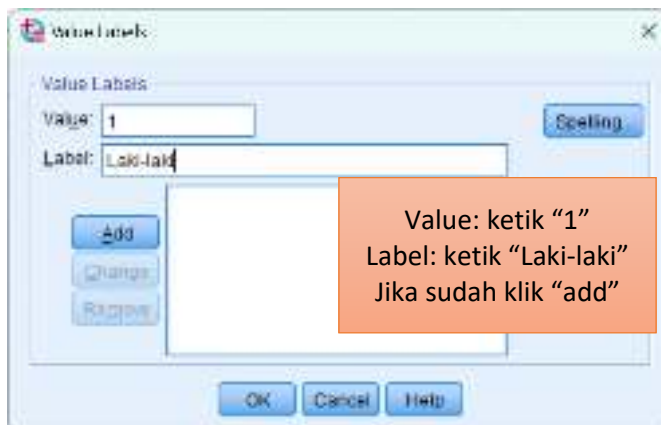 Value Labels
Value Labels
Value: 1
Spelling
Label: Laki-laki
Add
Change
Remove
Value: ketik “1”
Label: ketik “Laki-laki”
Jika sudah klik “add”
OK Cancel Help